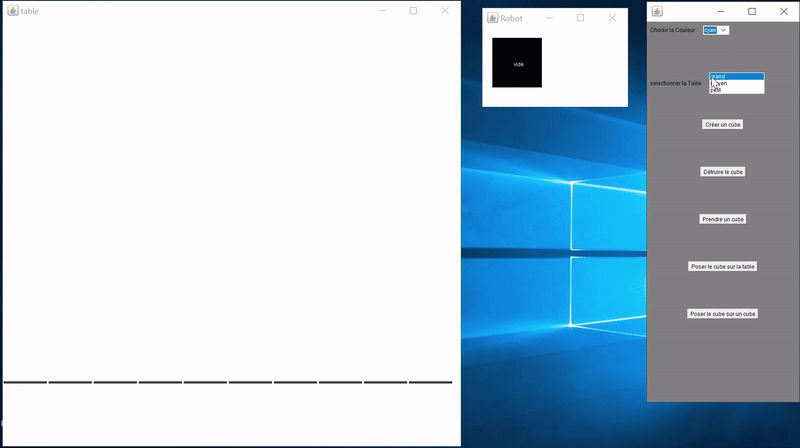 table
Robot
vide
Choisir la Couleur
cyan
selectionner la Taille
grand
petit
Créer un cube
Détruire le cube
Prendre un cube
Poser le cube sur la table
Poser le cube sur un cube